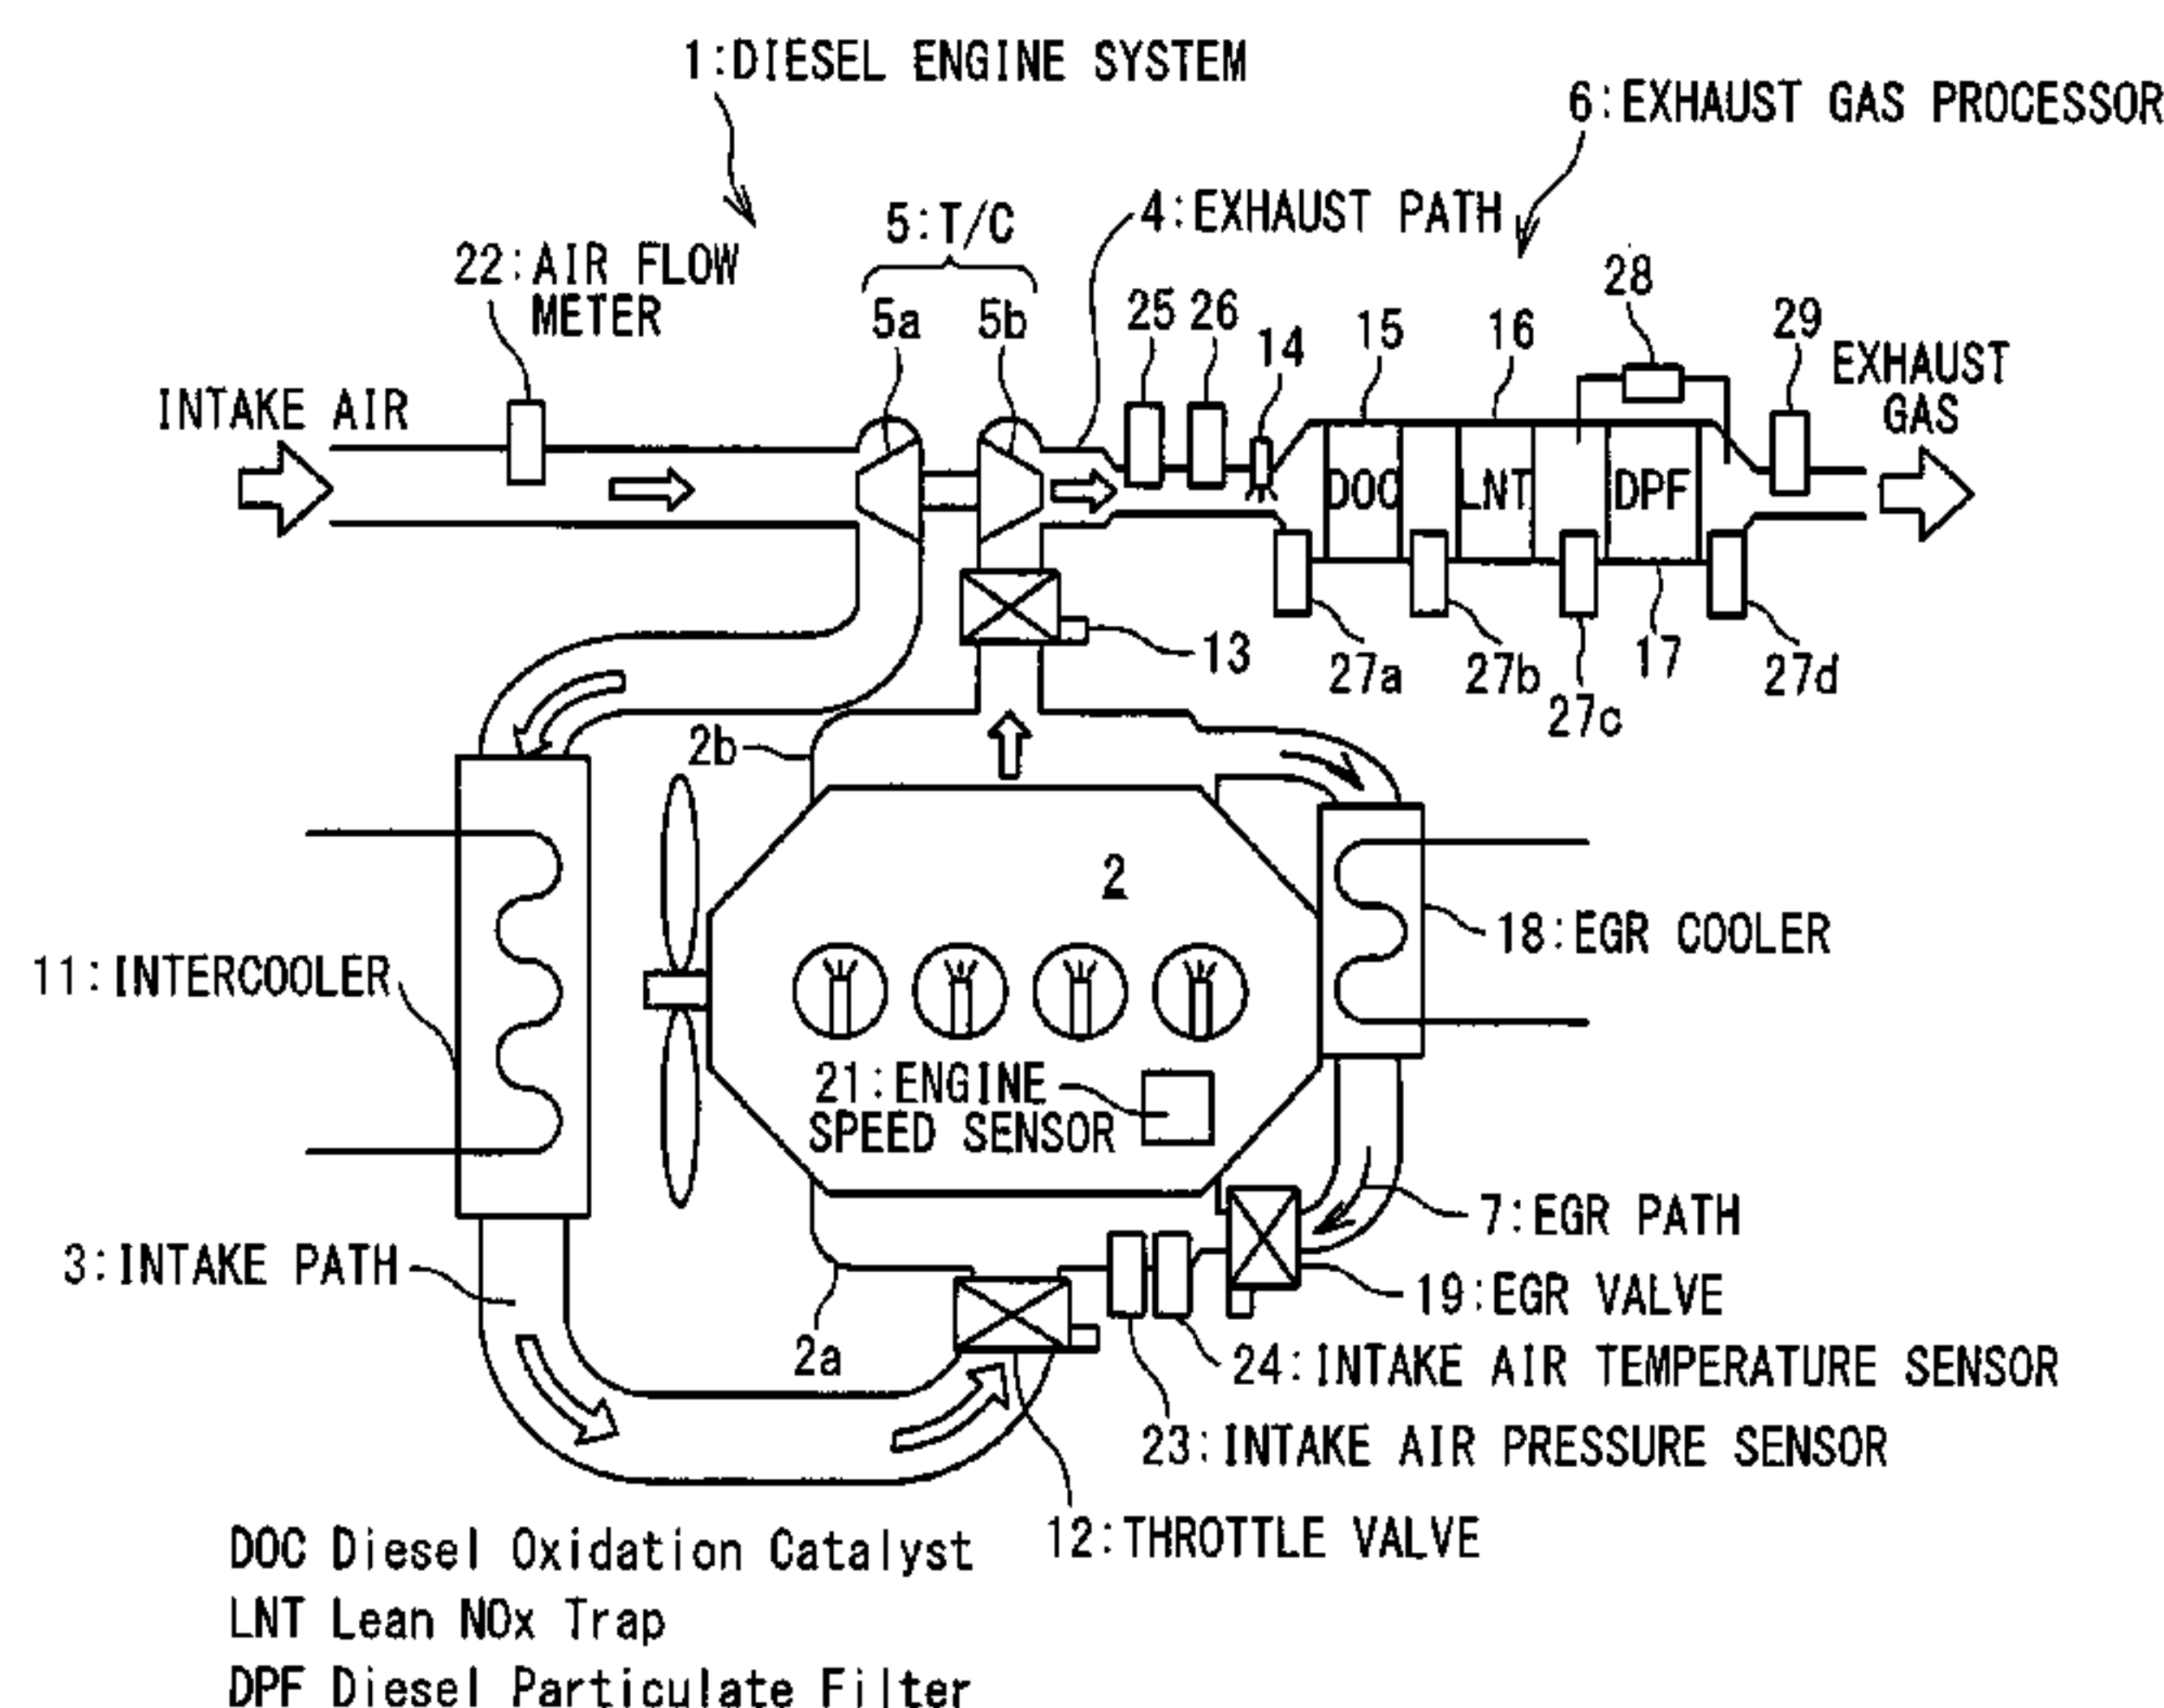 1:DIESEL ENGINE SYSTEM
6:EXHAUST GAS PROCESSOR
4:EXHAUST PATH
5:T/C
22:AIR FLOW
METER
5a
5b
25
26
14
15
16
28
29
INTAKE AIR
EXHAUST
GAS
DOC
LNT
DPF
13
27a
27b
27c
17
27d
2b
2
18:EGR COOLER
11:INTERCOOLER
21:ENGINE
SPEED SENSOR
7:EGR PATH
3:INTAKE PATH
19:EGR VALVE
2a
24:INTAKE AIR TEMPERATURE SENSOR
23:INTAKE AIR PRESSURE SENSOR
12:THROTTLE VALVE
DOC Diesel Oxidation Catalyst
LNT Lean NOx Trap
DPF Diesel Particulate Filter